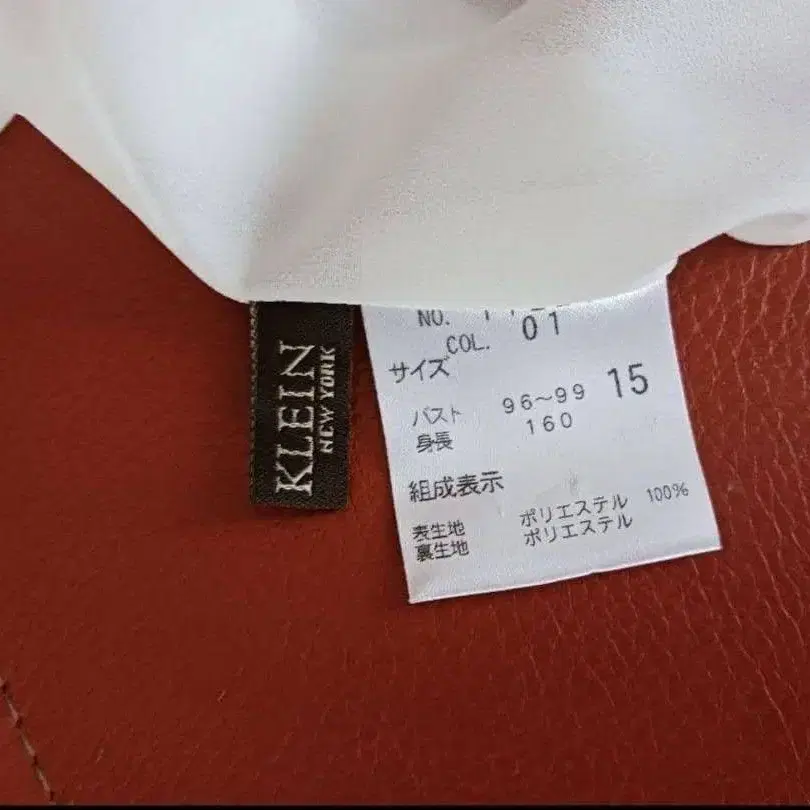 KLEIN
NEW YORK
NO.
COL. 01
サイズ 15
バスト 96~99
身長 160
組成表示
表生地 ポリエステル 100%
裏生地 ポリエステル